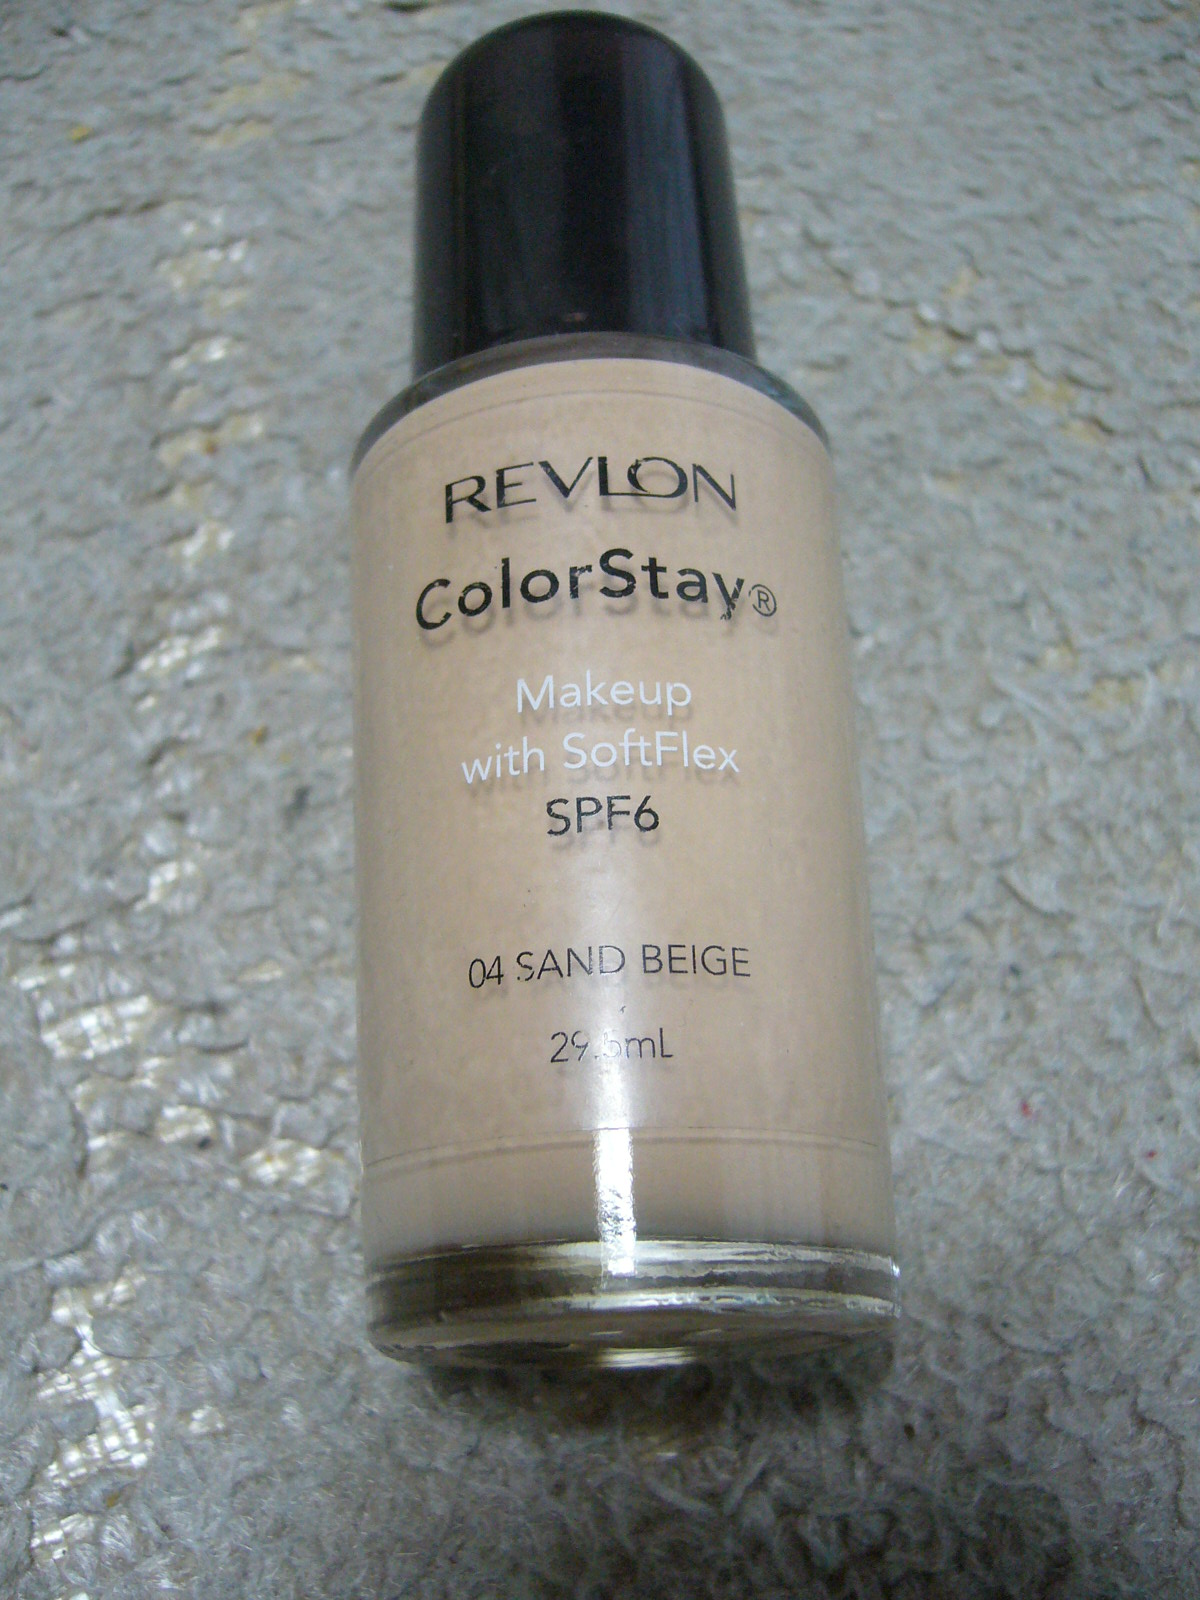 REVLON
ColorStay®
Makeup
with SoftFlex
SPF6
04 SAND BEIGE
29.5mL